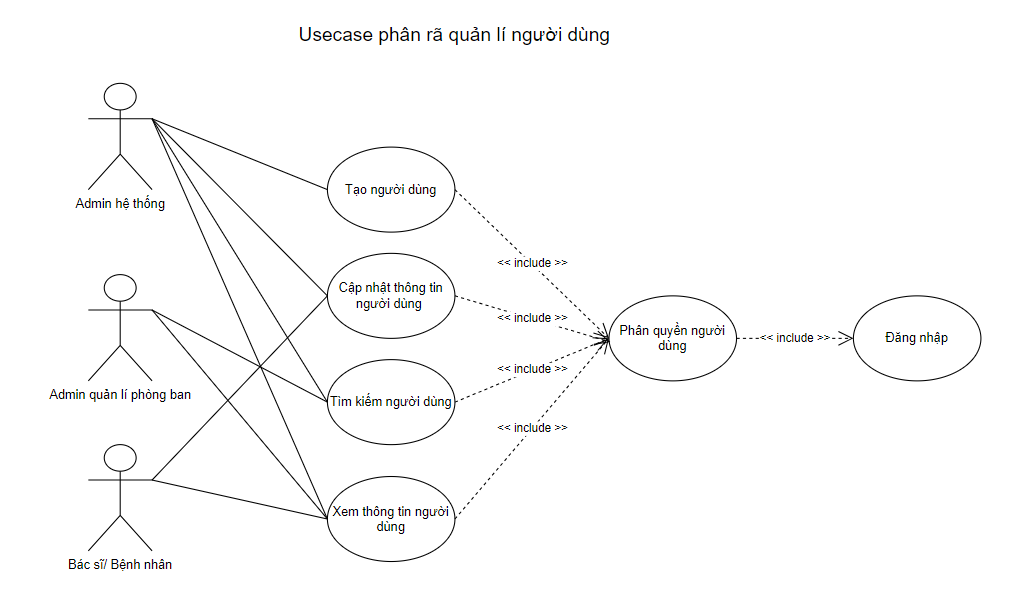 Usecase phân rã quản lí người dùng
Admin hệ thống
Tạo người dùng
<< include >>
Cập nhật thông tin
người dùng
<< include >>
Phân quyền người
dùng
<< include >>
Đăng nhập
Admin quản lí phòng ban
Tìm kiếm người dùng
<< include >>
<< include >>
Xem thông tin người
dùng
Bác sĩ/ Bệnh nhân